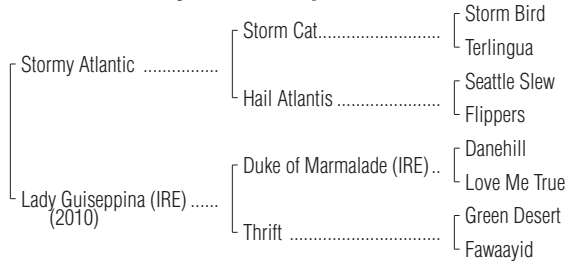 Storm Bird
Storm Cat....................
Terlingua
Stormy Atlantic ................
Seattle Slew
Hail Atlantis .................
Flippers
Danehill
Duke of Marmalade (IRE) ..
Love Me True
Lady Guiseppina (IRE) ......
(2010)
Green Desert
Thrift .........................
Fawaayid